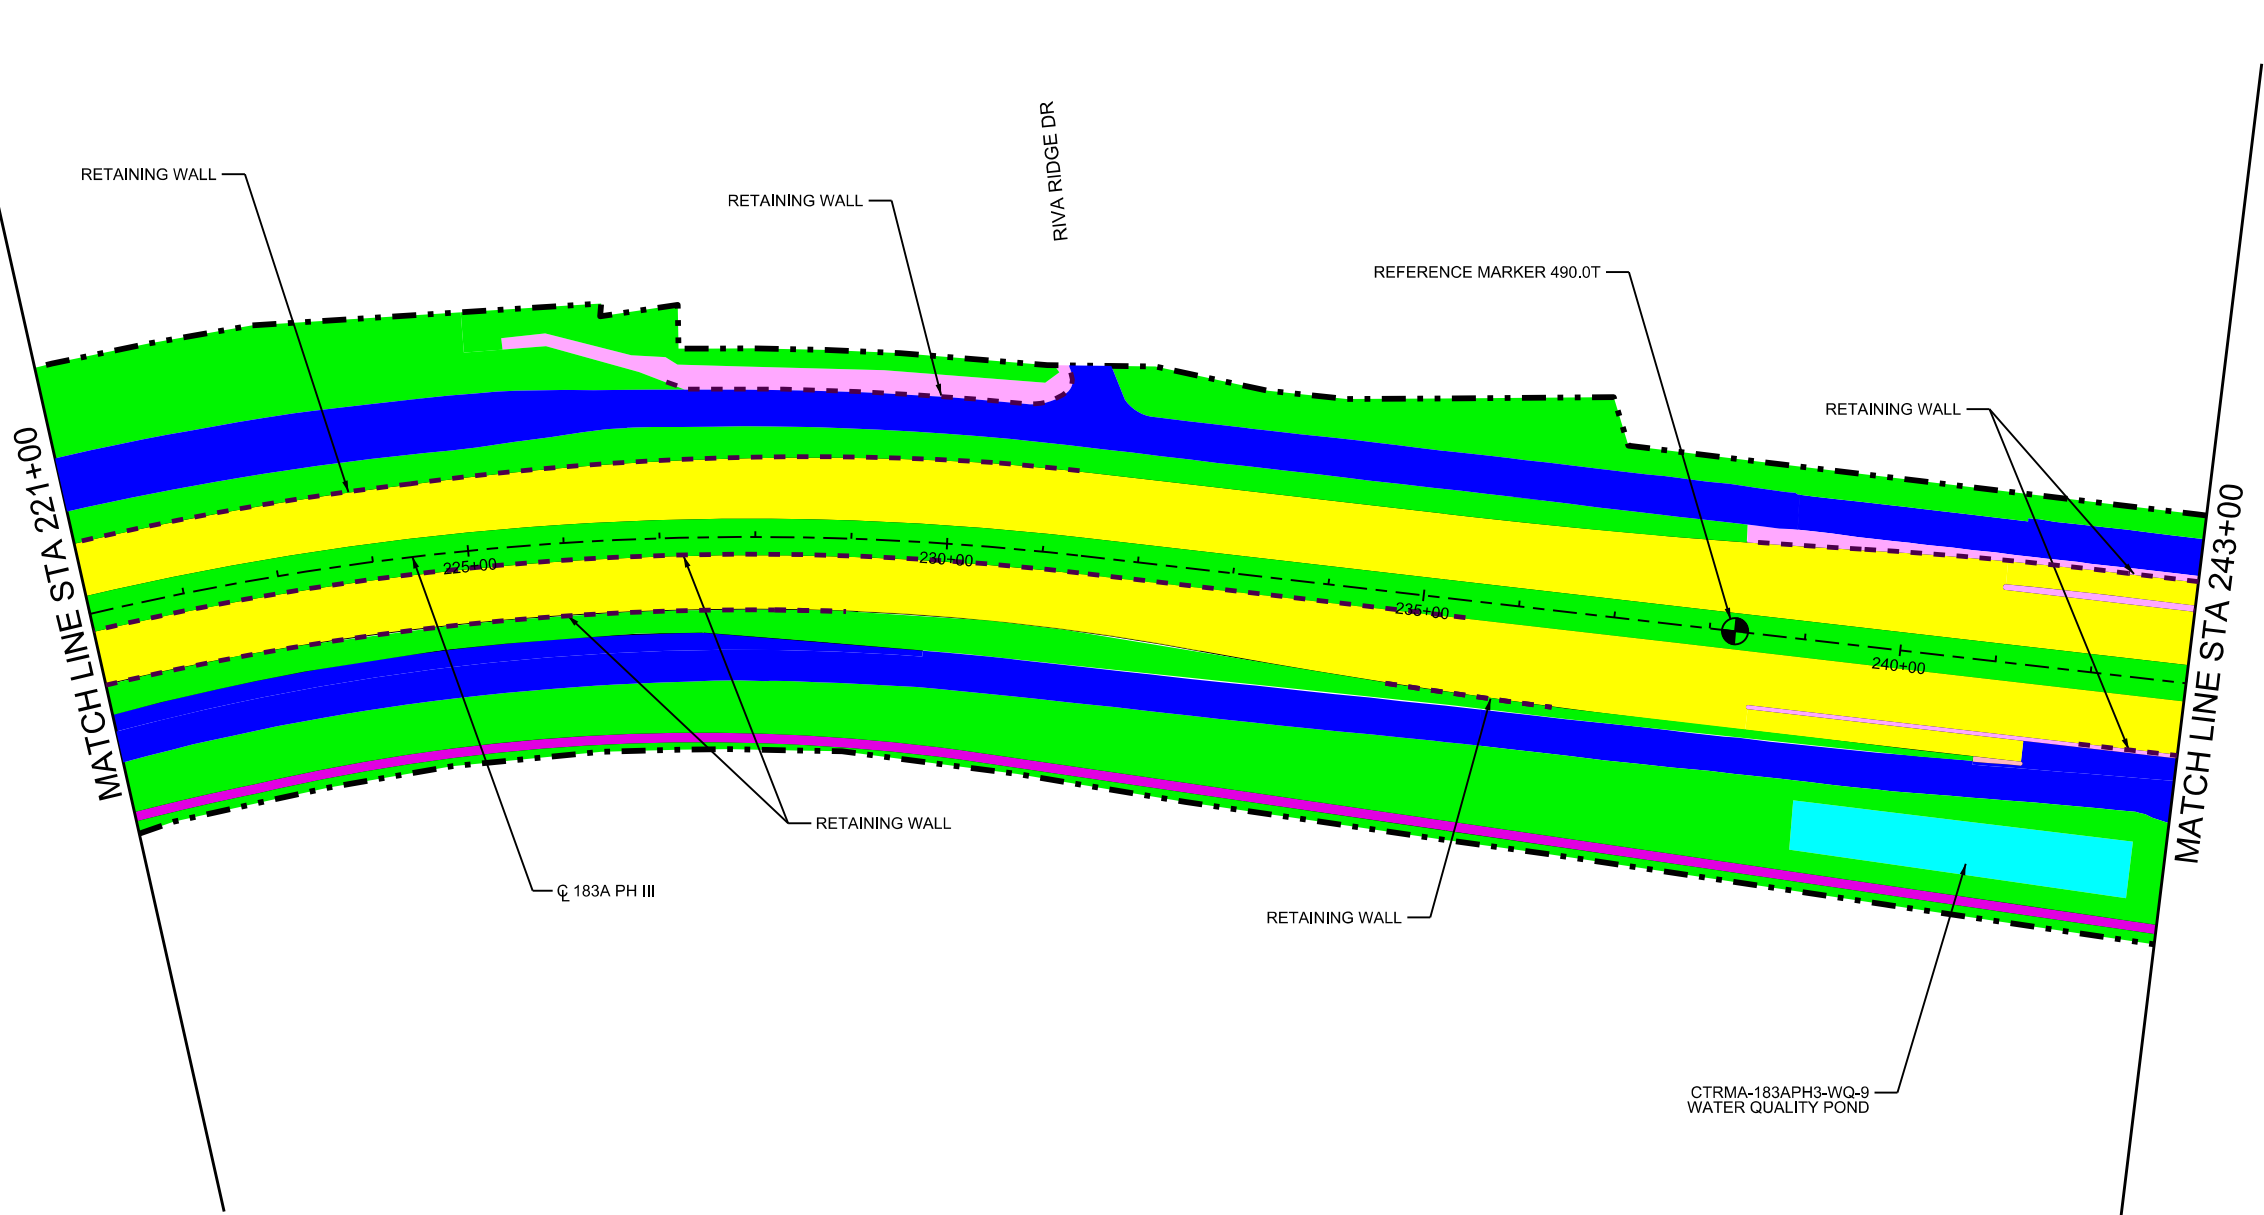 RIVA RIDGE DR
RETAINING WALL
RETAINING WALL
REFERENCE MARKER 490.0T
RETAINING WALL
MATCH LINE STA 221+00
225+00
230+00
235+00
240+00
MATCH LINE STA 243+00
RETAINING WALL
℄ 183A PH III
RETAINING WALL
CTRMA-183APH3-WQ-9
WATER QUALITY POND